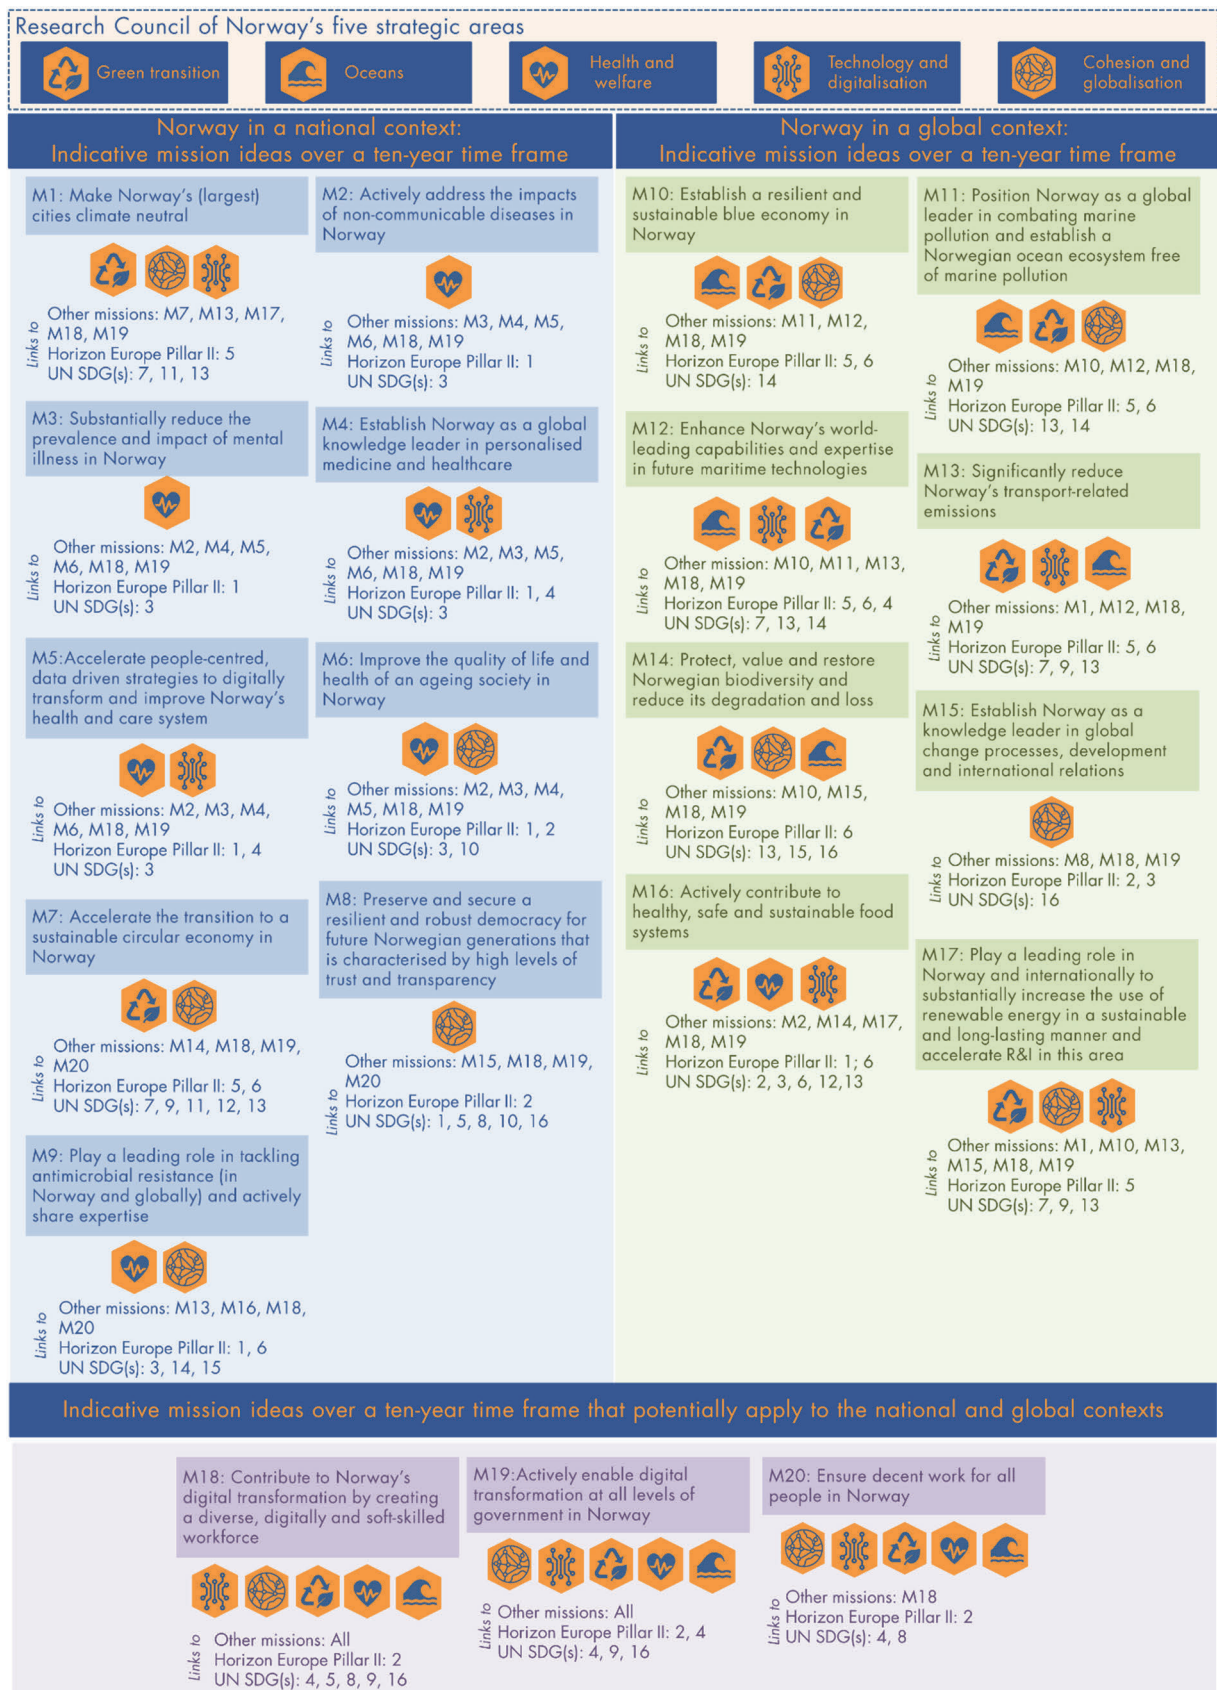 Research Council of Norway's five strategic areas
Green transition
Oceans
Health and
welfare
Technology and
digitalisation
Cohesion and
globalisation
Norway in a national context:
Indicative mission ideas over a ten-year time frame
M1: Make Norway's (largest)
cities climate neutral
Links to
Other missions: M7, M13, M17,
M18, M19
Horizon Europe Pillar II: 5
UN SDG(s): 7, 11, 13
M2: Actively address the impacts
of non-communicable diseases in
Norway
Links to
Other missions: M3, M4, M5,
M6, M18, M19
Horizon Europe Pillar II: 1
UN SDG(s): 3
M3: Substantially reduce the
prevalence and impact of mental
illness in Norway
Links to
Other missions: M2, M4, M5,
M6, M18, M19
Horizon Europe Pillar II: 1
UN SDG(s): 3
M4: Establish Norway as a global
knowledge leader in personalised
medicine and healthcare
Links to
Other missions: M2, M3, M5,
M6, M18, M19
Horizon Europe Pillar II: 1, 4
UN SDG(s): 3
M5:Accelerate people-centred,
data driven strategies to digitally
transform and improve Norway's
health and care system
Links to
Other missions: M2, M3, M4,
M6, M18, M19
Horizon Europe Pillar II: 1, 4
UN SDG(s): 3
M6: Improve the quality of life and
health of an ageing society in
Norway
Links to
Other missions: M2, M3, M4,
M5, M18, M19
Horizon Europe Pillar II: 1, 2
UN SDG(s): 3, 10
M7: Accelerate the transition to a
sustainable circular economy in
Norway
Links to
Other missions: M14, M18, M19,
M20
Horizon Europe Pillar II: 5, 6
UN SDG(s): 7, 9, 11, 12, 13
M8: Preserve and secure a
resilient and robust democracy for
future Norwegian generations that
is characterised by high levels of
trust and transparency
Links to
Other missions: M15, M18, M19,
M20
Horizon Europe Pillar II: 2
UN SDG(s): 1, 5, 8, 10, 16
M9: Play a leading role in tackling
antimicrobial resistance (in
Norway and globally) and actively
share expertise
Links to
Other missions: M13, M16, M18,
M20
Horizon Europe Pillar II: 1, 6
UN SDG(s): 3, 14, 15
Norway in a global context:
Indicative mission ideas over a ten-year time frame
M10: Establish a resilient and
sustainable blue economy in
Norway
Links to
Other missions: M11, M12,
M18, M19
Horizon Europe Pillar II: 5, 6
UN SDG(s): 14
M11: Position Norway as a global
leader in combating marine
pollution and establish a
Norwegian ocean ecosystem free
of marine pollution
Links to
Other missions: M10, M12, M18,
M19
Horizon Europe Pillar II: 5, 6
UN SDG(s): 13, 14
M12: Enhance Norway's world-
leading capabilities and expertise
in future maritime technologies
Links to
Other mission: M10, M11, M13,
M18, M19
Horizon Europe Pillar II: 5, 6, 4
UN SDG(s): 7, 13, 14
M13: Significantly reduce
Norway's transport-related
emissions
Links to
Other missions: M1, M12, M18,
M19
Horizon Europe Pillar II: 5, 6
UN SDG(s): 7, 9, 13
M14: Protect, value and restore
Norwegian biodiversity and
reduce its degradation and loss
Links to
Other missions: M10, M15,
M18, M19
Horizon Europe Pillar II: 6
UN SDG(s): 13, 15, 16
M15: Establish Norway as a
knowledge leader in global
change processes, development
and international relations
Links to
Other missions: M8, M18, M19
Horizon Europe Pillar II: 2, 3
UN SDG(s): 16
M16: Actively contribute to
healthy, safe and sustainable food
systems
Links to
Other missions: M2, M14, M17,
M18, M19
Horizon Europe Pillar II: 1; 6
UN SDG(s): 2, 3, 6, 12,13
M17: Play a leading role in
Norway and internationally to
substantially increase the use of
renewable energy in a sustainable
and long-lasting manner and
accelerate R&I in this area
Links to
Other missions: M1, M10, M13,
M15, M18, M19
Horizon Europe Pillar II: 5
UN SDG(s): 7, 9, 13
Indicative mission ideas over a ten-year time frame that potentially apply to the national and global contexts
M18: Contribute to Norway's
digital transformation by creating
a diverse, digitally and soft-skilled
workforce
Links to
Other missions: All
Horizon Europe Pillar II: 2
UN SDG(s): 4, 5, 8, 9, 16
M19:Actively enable digital
transformation at all levels of
government in Norway
Links to
Other missions: All
Horizon Europe Pillar II: 2, 4
UN SDG(s): 4, 9, 16
M20: Ensure decent work for all
people in Norway
Links to
Other missions: M18
Horizon Europe Pillar II: 2
UN SDG(s): 4, 8